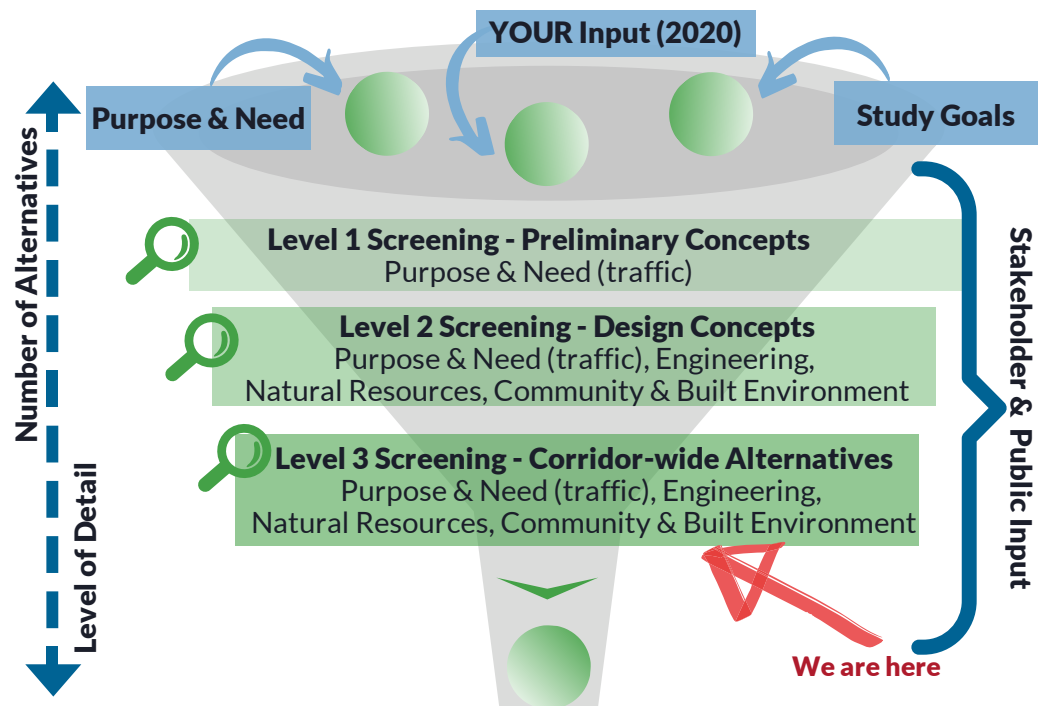 YOUR Input (2020)
Purpose & Need
Study Goals
Number of Alternatives
Level of Detail
Level 1 Screening - Preliminary Concepts
Purpose & Need (traffic)
Level 2 Screening - Design Concepts
Purpose & Need (traffic), Engineering,
Natural Resources, Community & Built Environment
Level 3 Screening - Corridor-wide Alternatives
Purpose & Need (traffic), Engineering,
Natural Resources, Community & Built Environment
Stakeholder & Public Input
We are here